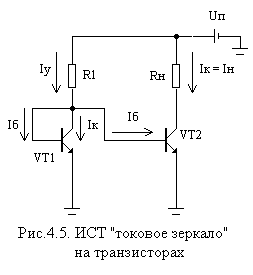 Uп
Iу
R1
Rн
Iк = Iн
Iб
Iк
Iб
VT1
VT2
Рис.4.5. ИСТ "токовое зеркало"
на транзисторах